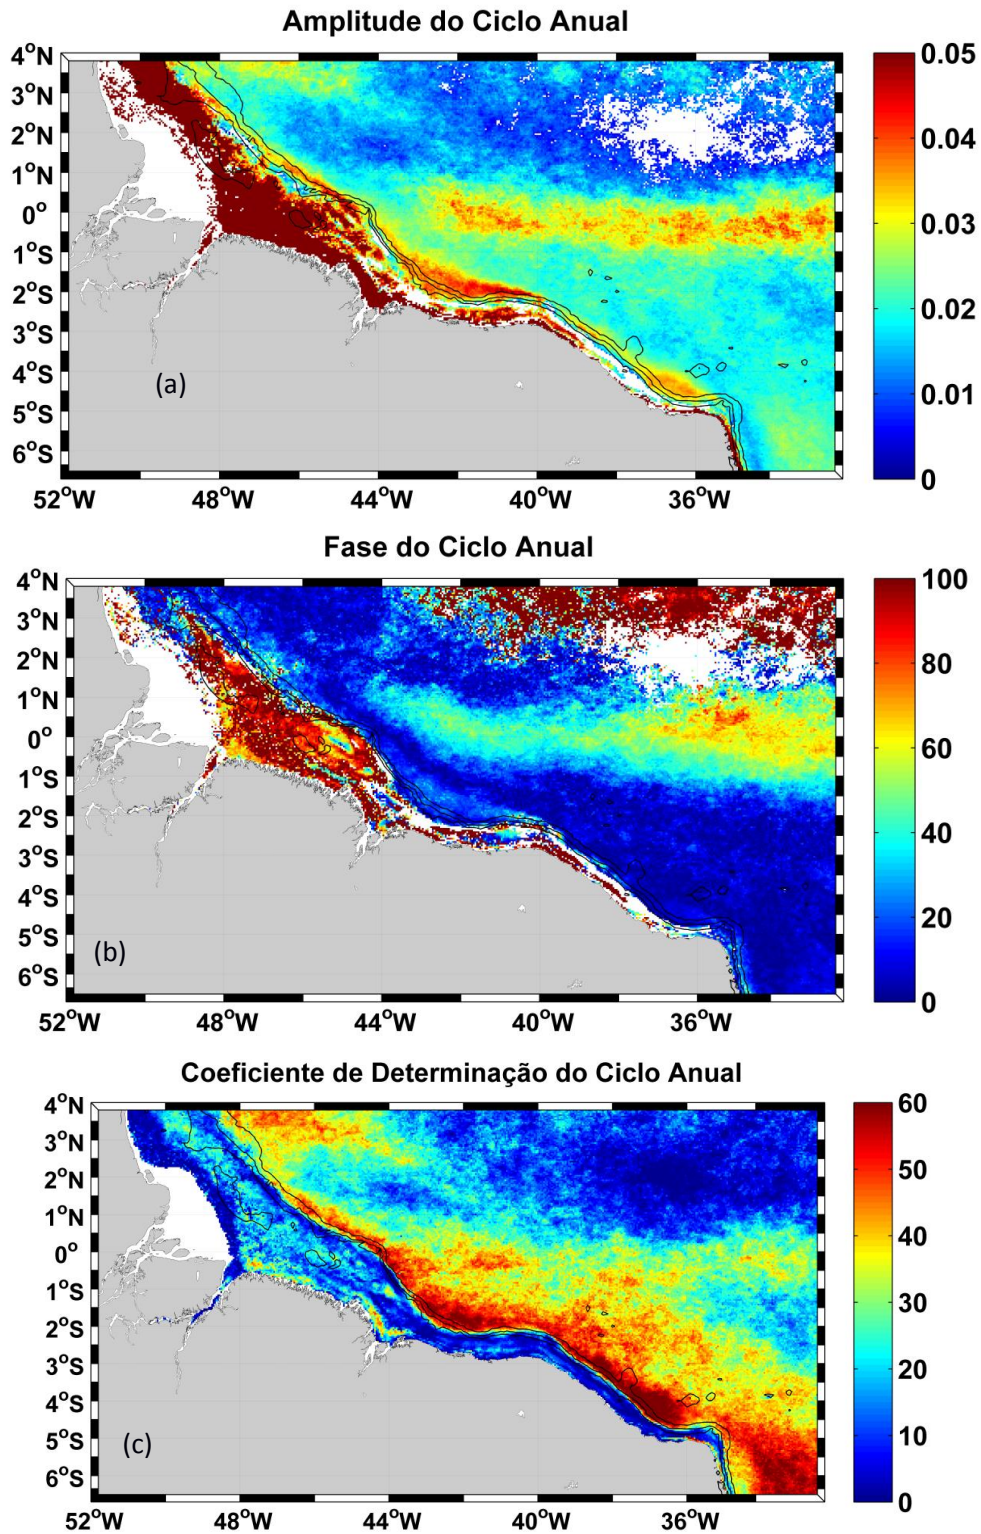 Amplitude do Ciclo Anual
4°N
3°N
2°N
1°N
0°
1°S
2°S
3°S
4°S
5°S
6°S
(a)
52°W 48°W 44°W 40°W 36°W
0.05
0.04
0.03
0.02
0.01
0
Fase do Ciclo Anual
4°N
3°N
2°N
1°N
0°
1°S
2°S
3°S
4°S
5°S
6°S
(b)
52°W 48°W 44°W 40°W 36°W
100
80
60
40
20
0
Coeficiente de Determinação do Ciclo Anual
4°N
3°N
2°N
1°N
0°
1°S
2°S
3°S
4°S
5°S
6°S
(c)
52°W 48°W 44°W 40°W 36°W
60
50
40
30
20
10
0